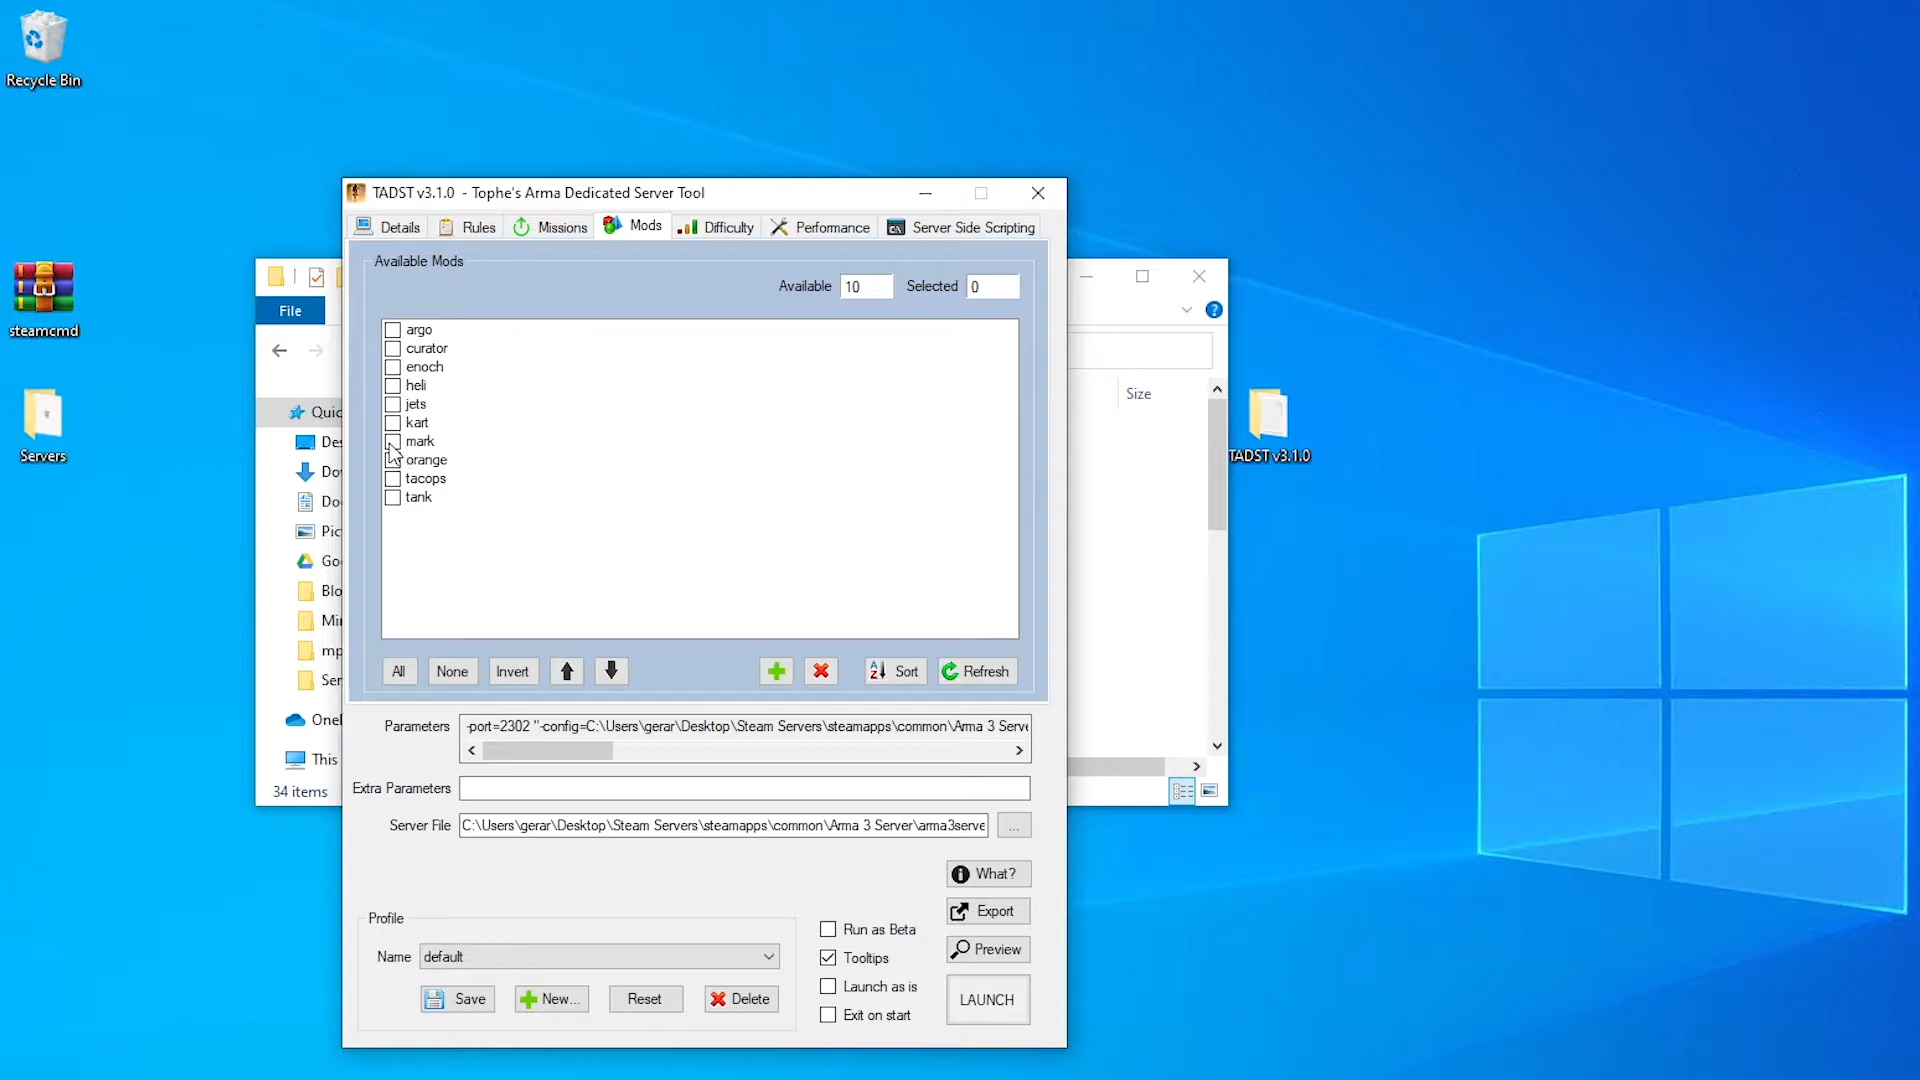 Recycle Bin
steamcmd
Servers
TADST v3.1.0
TADST v3.1.0 - Tophe's Arma Dedicated Server Tool
Details
Rules
Missions
Mods
Difficulty
Performance
Server Side Scripting
Available Mods
Available 10 Selected 0
argo
curator
enoch
heli
jets
kart
mark
orange
tacops
tank
All
None
Invert
Sort
Refresh
Parameters -port=2302 "-config=C:\Users\gerar\Desktop\Steam Servers\steamapps\common\Arma 3 Serve
Extra Parameters
Server File C:\Users\gerar\Desktop\Steam Servers\steamapps\common\Arma 3 Server\arma3serve
...
What?
Export
Preview
LAUNCH
Profile
Name default
Save
New...
Reset
Delete
Run as Beta
Tooltips
Launch as is
Exit on start
File
Quic
Des
Dov
Doc
Pic
Goo
Blo
Min
mp
Ser
Onel
This
34 items
Size